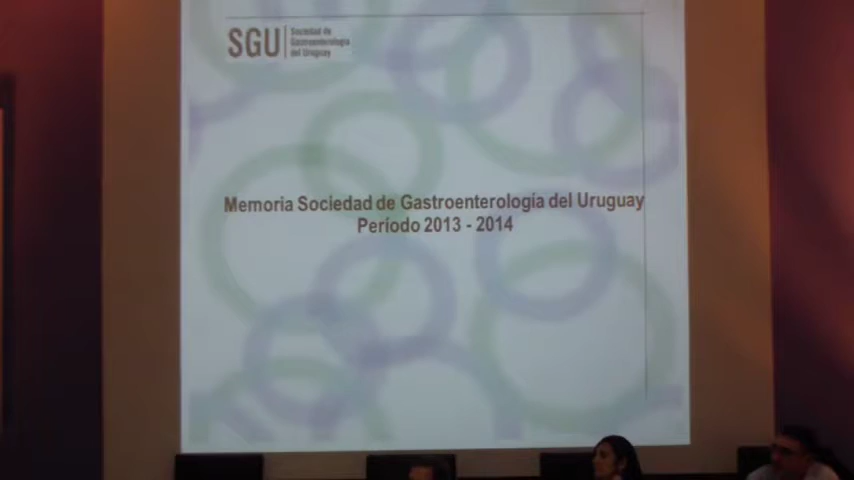 SGU
Sociedad de
Gastroenterología
del Uruguay
Memoria Sociedad de Gastroenterología del Uruguay
Período 2013 - 2014